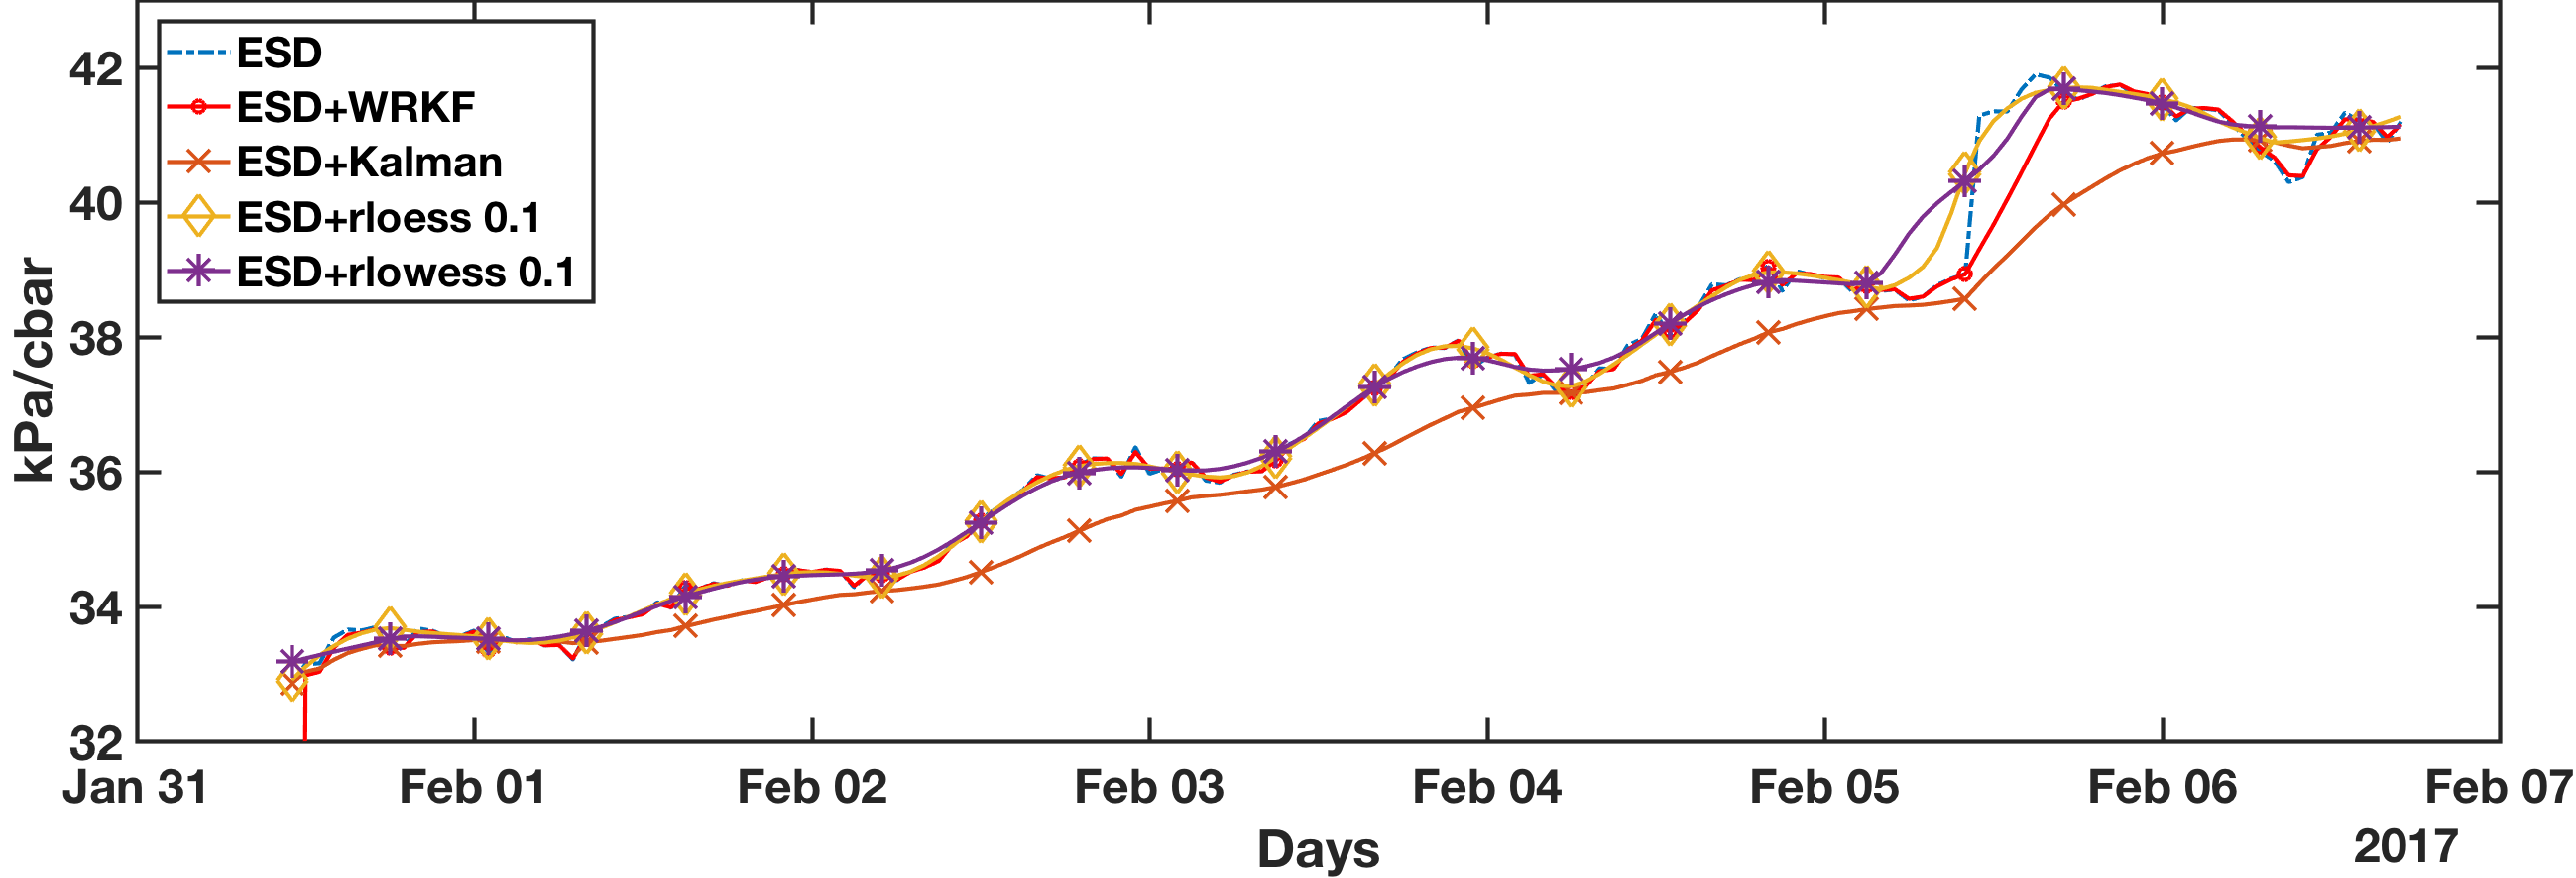 ESD
ESD+WRKF
ESD+Kalman
ESD+rloess 0.1
ESD+rlowess 0.1
kPa/cbar
42
40
38
36
34
32
Jan 31 Feb 01 Feb 02 Feb 03 Feb 04 Feb 05 Feb 06 Feb 07
Days
2017